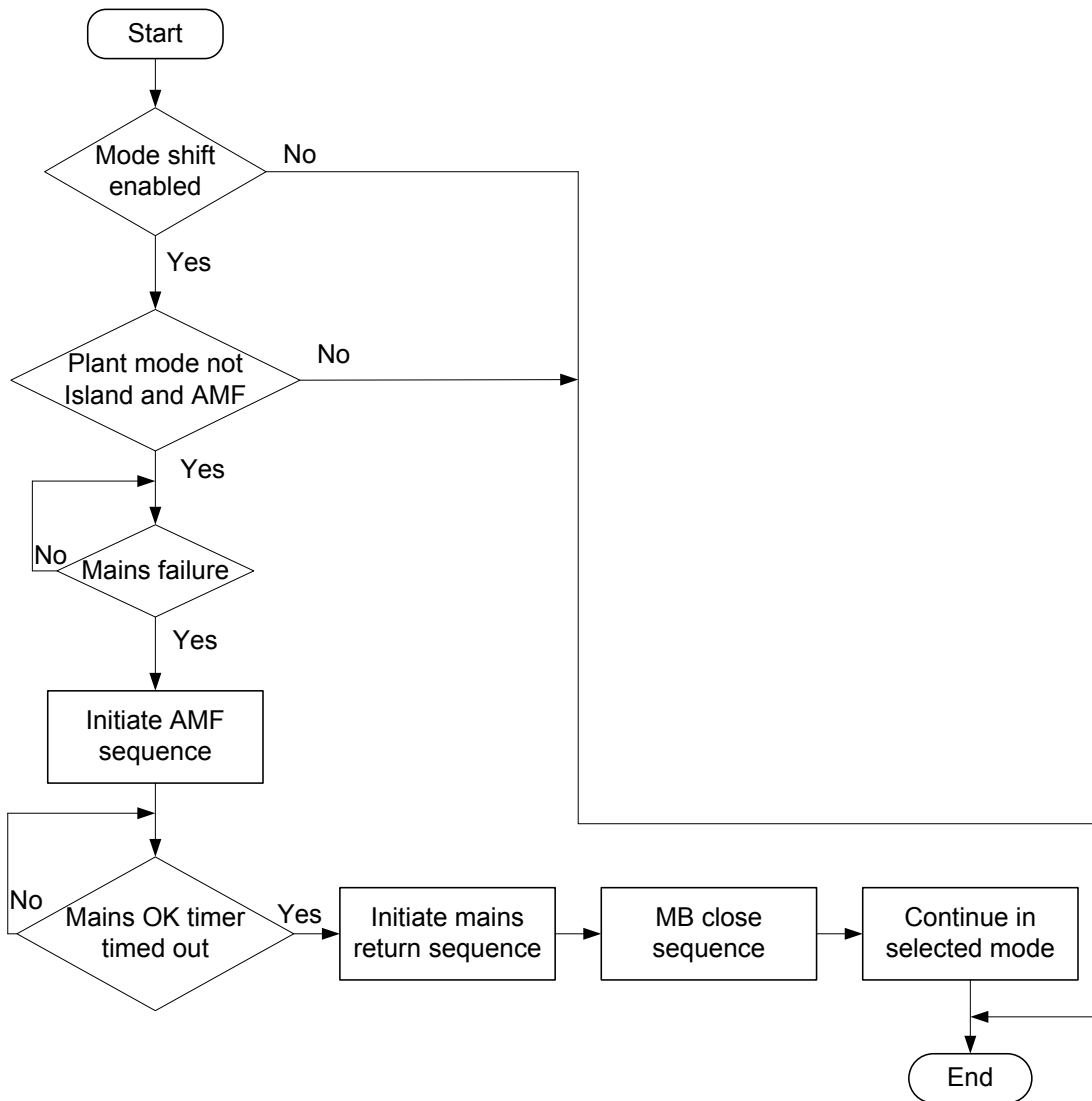 Start
Mode shift
enabled
No
Yes
Plant mode not
Island and AMF
No
Yes
Mains failure
No
Yes
Initiate AMF
sequence
No
Mains OK timer
timed out
Yes
Initiate mains
return sequence
MB close
sequence
Continue in
selected mode
End